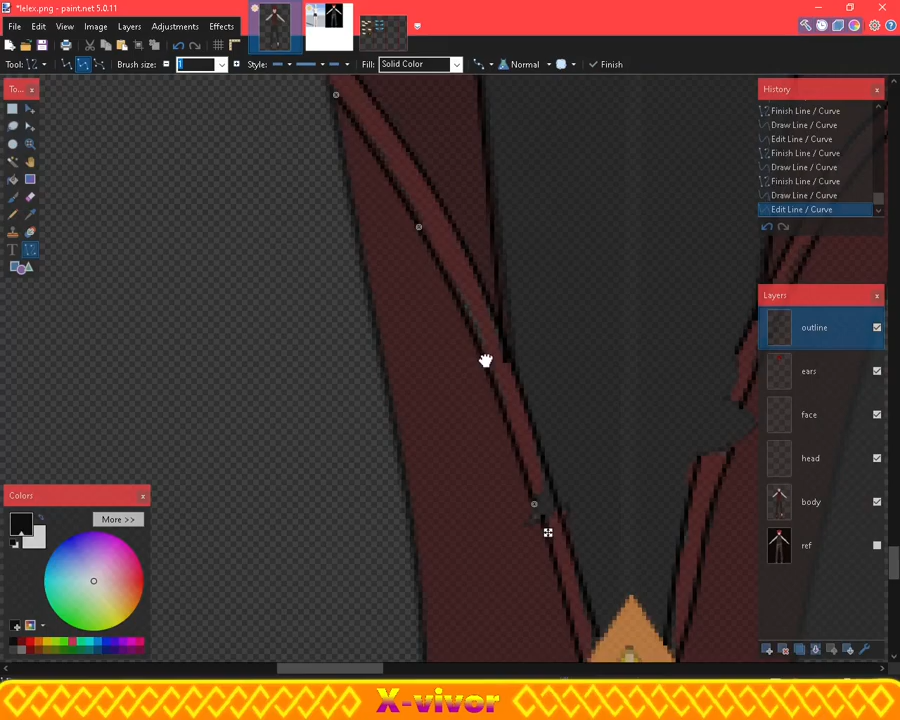 *felex.png - paint.net 5.0.11
File Edit View Image Layers Adjustments Effects
Tool: Brush size: 1 Style: Fill: Solid Color Normal Finish
To...
History
Finish Line / Curve
Draw Line / Curve
Edit Line / Curve
Finish Line / Curve
Draw Line / Curve
Finish Line / Curve
Draw Line / Curve
Edit Line / Curve
Layers
outline
ears
face
head
body
ref
Colors
More >>
X-vivor